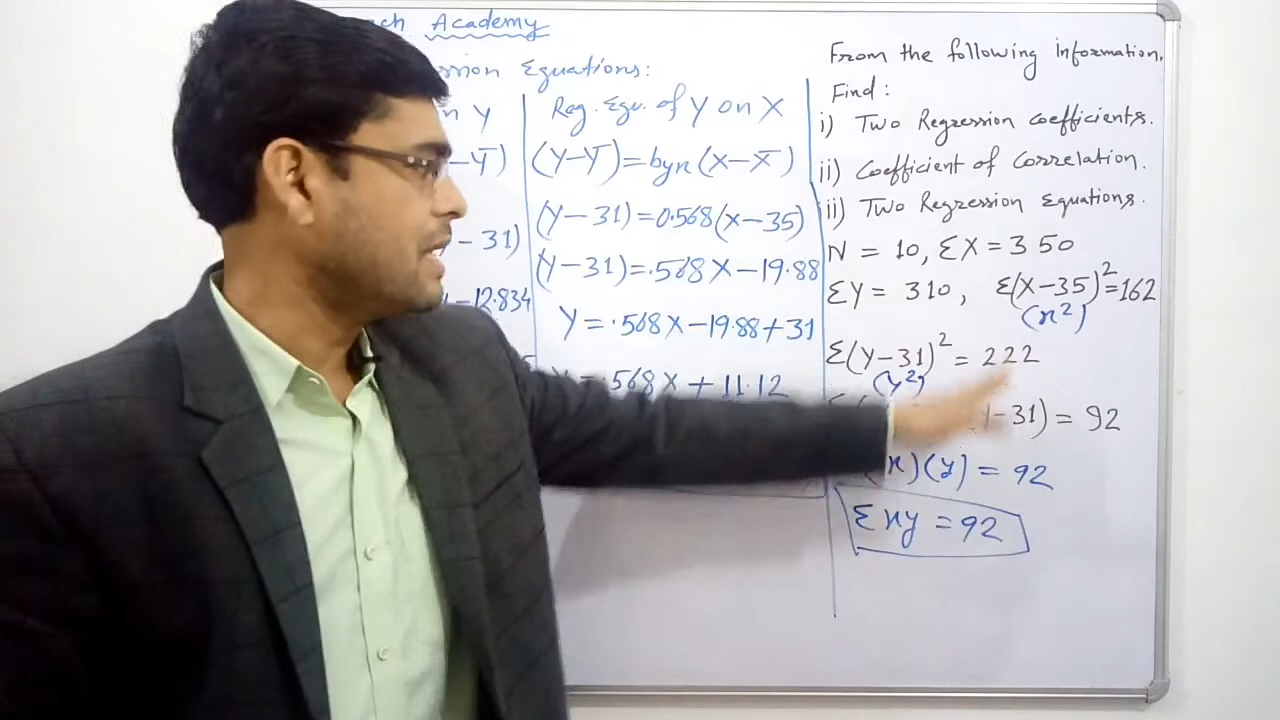 Academy
Equations:
n Y
-Ȳ)
- 31)
-12.834
Reg. Equ. of Y on X
(Y-Ȳ)=byx(X-X̄)
(Y-31)=0.568(X-35)
(Y-31)=.568X-19.88
Y=.568X-19.88+31
.568X+11.12
From the following information.
Find:
i) Two Regression coefficients.
ii) Coefficient of Correlation.
ii) Two Regression Equations.
N = 10, ΣX = 350
ΣY = 310, Σ(X-35)²=162
(x²)
Σ(Y-31)² = 222
(y²)
Y-31) = 92
x)(y) = 92
Σxy = 92